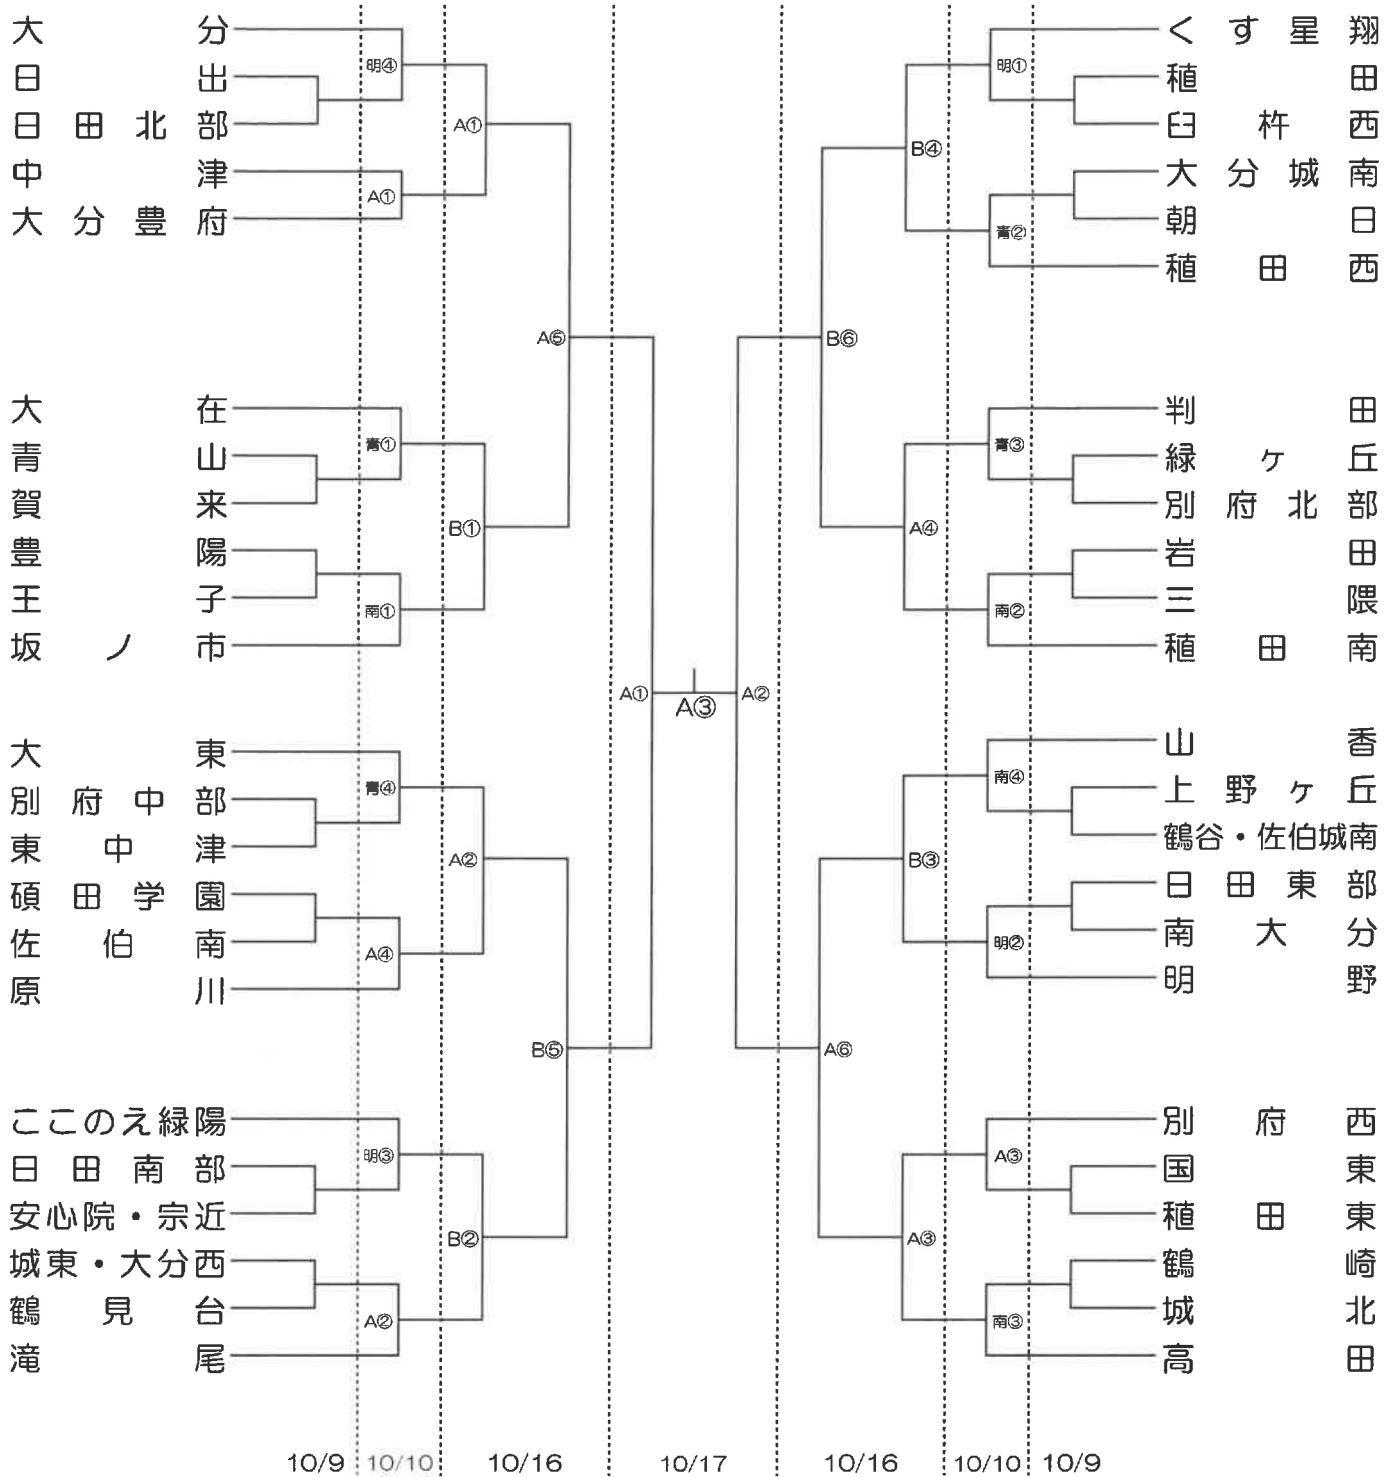 大分
日出
日田北部
中津
大分豊府
明④
A①
A①
大在
青山
賀来
豊陽
王子
坂ノ市
青①
南①
B①
A⑤
大東
別府中部
東中津
碩田学園
佐伯南
原川
青④
A④
A②
ここのえ緑陽
日田南部
安心院・宗近
城東・大分西
鶴見台
滝尾
明③
A②
B②
B⑤
A①
A③
A②
くす星翔
稙田
臼杵西
大分城南
朝日
稙田西
明①
青②
B④
B⑥
判田
緑ヶ丘
別府北部
岩田
三隈
稙田南
青③
南②
A④
山香
上野ヶ丘
鶴谷・佐伯城南
日田東部
南大分
明野
南④
明②
B③
A⑥
別府西
国東
稙田東
鶴崎
城北
高田
A③
南③
A③
10/9 10/10 10/16 10/17 10/16 10/10 10/9